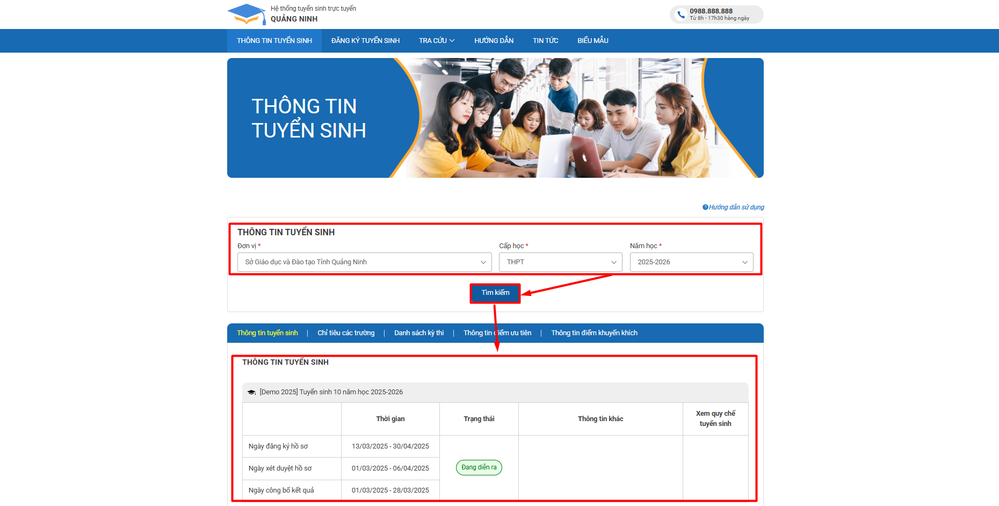 Hệ thống tuyển sinh trực tuyến
QUẢNG NINH
0988.888.888
Từ 8h - 17h30 hàng ngày
THÔNG TIN TUYỂN SINH
ĐĂNG KÝ TUYỂN SINH
TRA CỨU
HƯỚNG DẪN
TIN TỨC
BIỂU MẪU
THÔNG TIN
TUYỂN SINH
Hướng dẫn sử dụng
THÔNG TIN TUYỂN SINH
Đơn vị *
Cấp học *
Năm học *
Sở Giáo dục và Đào tạo Tỉnh Quảng Ninh
THPT
2025-2026
Tìm kiếm
Thông tin tuyển sinh
Chỉ tiêu các trường
Danh sách kỳ thi
Thông tin điểm ưu tiên
Thông tin điểm khuyến khích
THÔNG TIN TUYỂN SINH
[Demo 2025] Tuyển sinh 10 năm học 2025-2026
Thời gian
Trạng thái
Thông tin khác
Xem quy chế
tuyển sinh
Ngày đăng ký hồ sơ
13/03/2025 - 30/04/2025
Ngày xét duyệt hồ sơ
01/03/2025 - 06/04/2025
Đang diễn ra
Ngày công bố kết quả
01/03/2025 - 28/03/2025